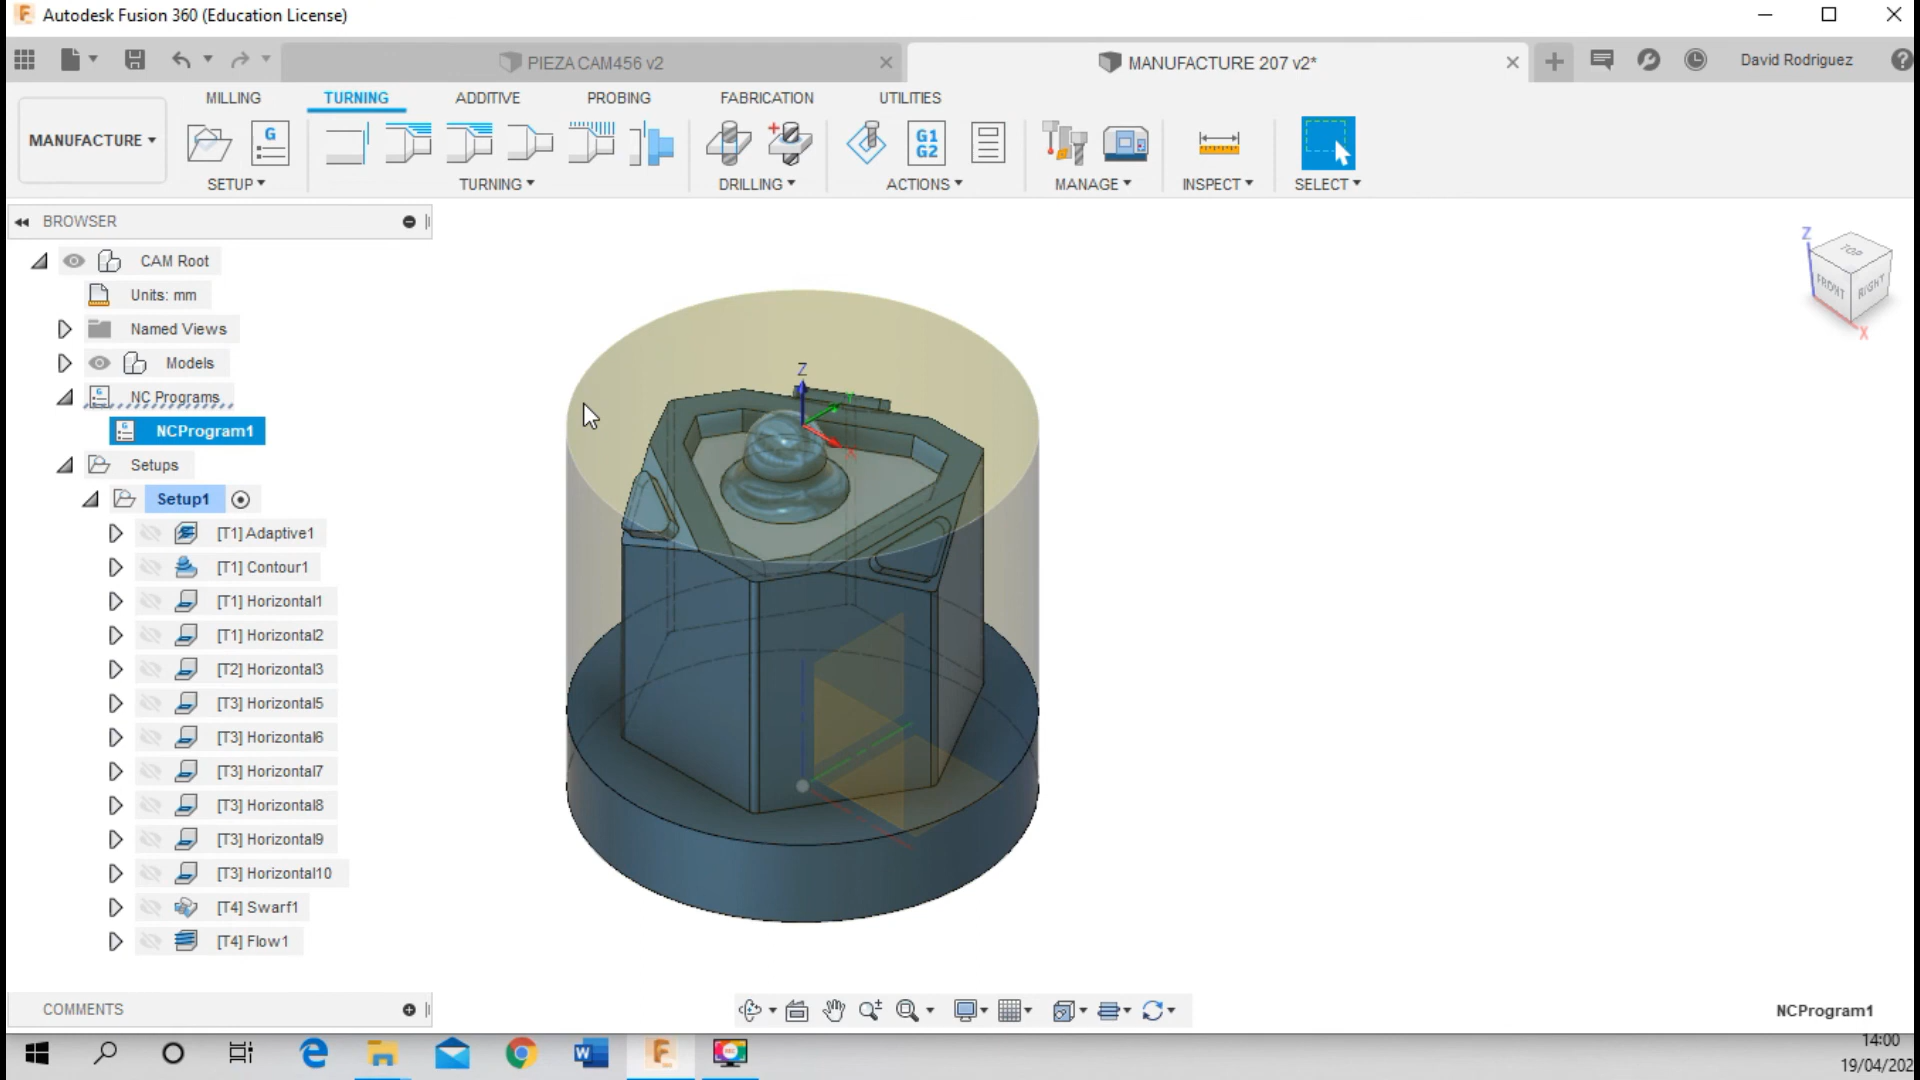 Autodesk Fusion 360 (Education License)
PIEZA CAM456 v2
MANUFACTURE 207 v2*
David Rodriguez
MILLING
TURNING
ADDITIVE
PROBING
FABRICATION
UTILITIES
MANUFACTURE
G
G1
G2
SETUP
TURNING
DRILLING
ACTIONS
MANAGE
INSPECT
SELECT
BROWSER
CAM Root
Units: mm
Named Views
Models
NC Programs
NCProgram1
Setups
Setup1
[T1] Adaptive1
[T1] Contour1
[T1] Horizontal1
[T1] Horizontal2
[T2] Horizontal3
[T3] Horizontal5
[T3] Horizontal6
[T3] Horizontal7
[T3] Horizontal8
[T3] Horizontal9
[T3] Horizontal10
[T4] Swarf1
[T4] Flow1
Z
X
Z
TOP
FRONT
RIGHT
X
COMMENTS
NCProgram1
14:00
19/04/202